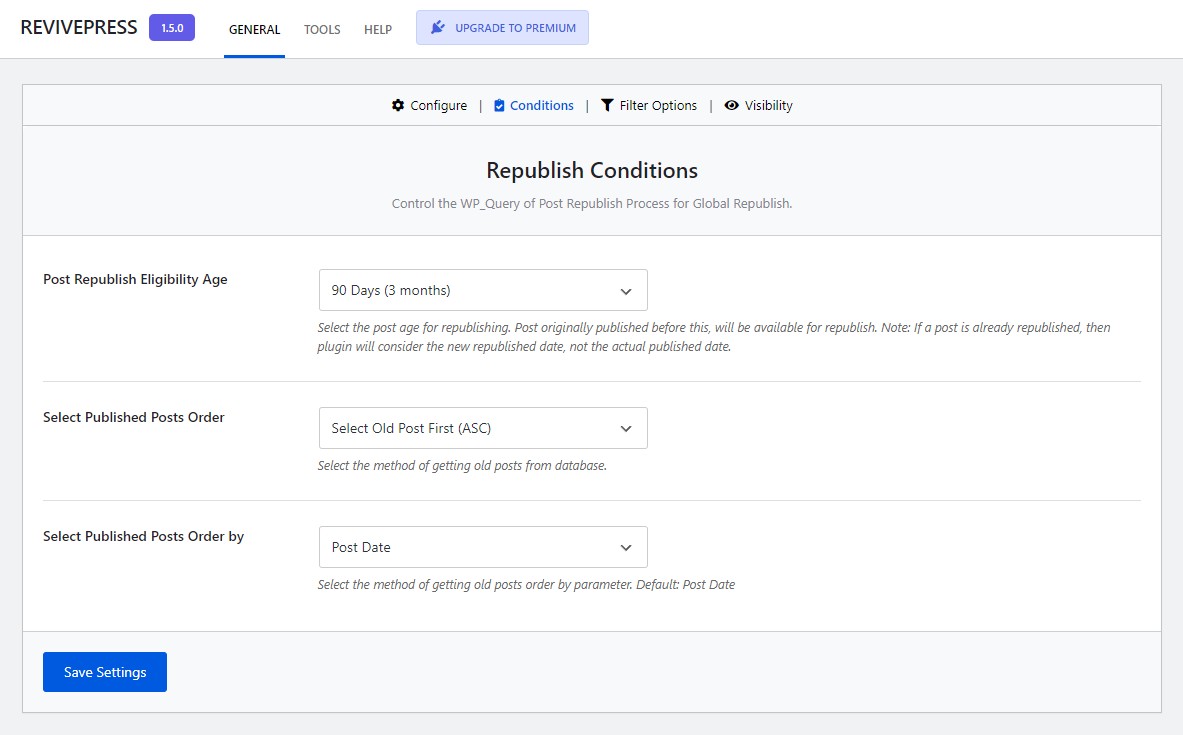 REVIVEPRESS 1.5.0 GENERAL TOOLS HELP UPGRADE TO PREMIUM
Configure | Conditions | Filter Options | Visibility
Republish Conditions
Control the WP_Query of Post Republish Process for Global Republish.
Post Republish Eligibility Age
90 Days (3 months)
Select the post age for republishing. Post originally published before this, will be available for republish. Note: If a post is already republished, then
plugin will consider the new republished date, not the actual published date.
Select Published Posts Order
Select Old Post First (ASC)
Select the method of getting old posts from database.
Select Published Posts Order by
Post Date
Select the method of getting old posts order by parameter. Default: Post Date
Save Settings